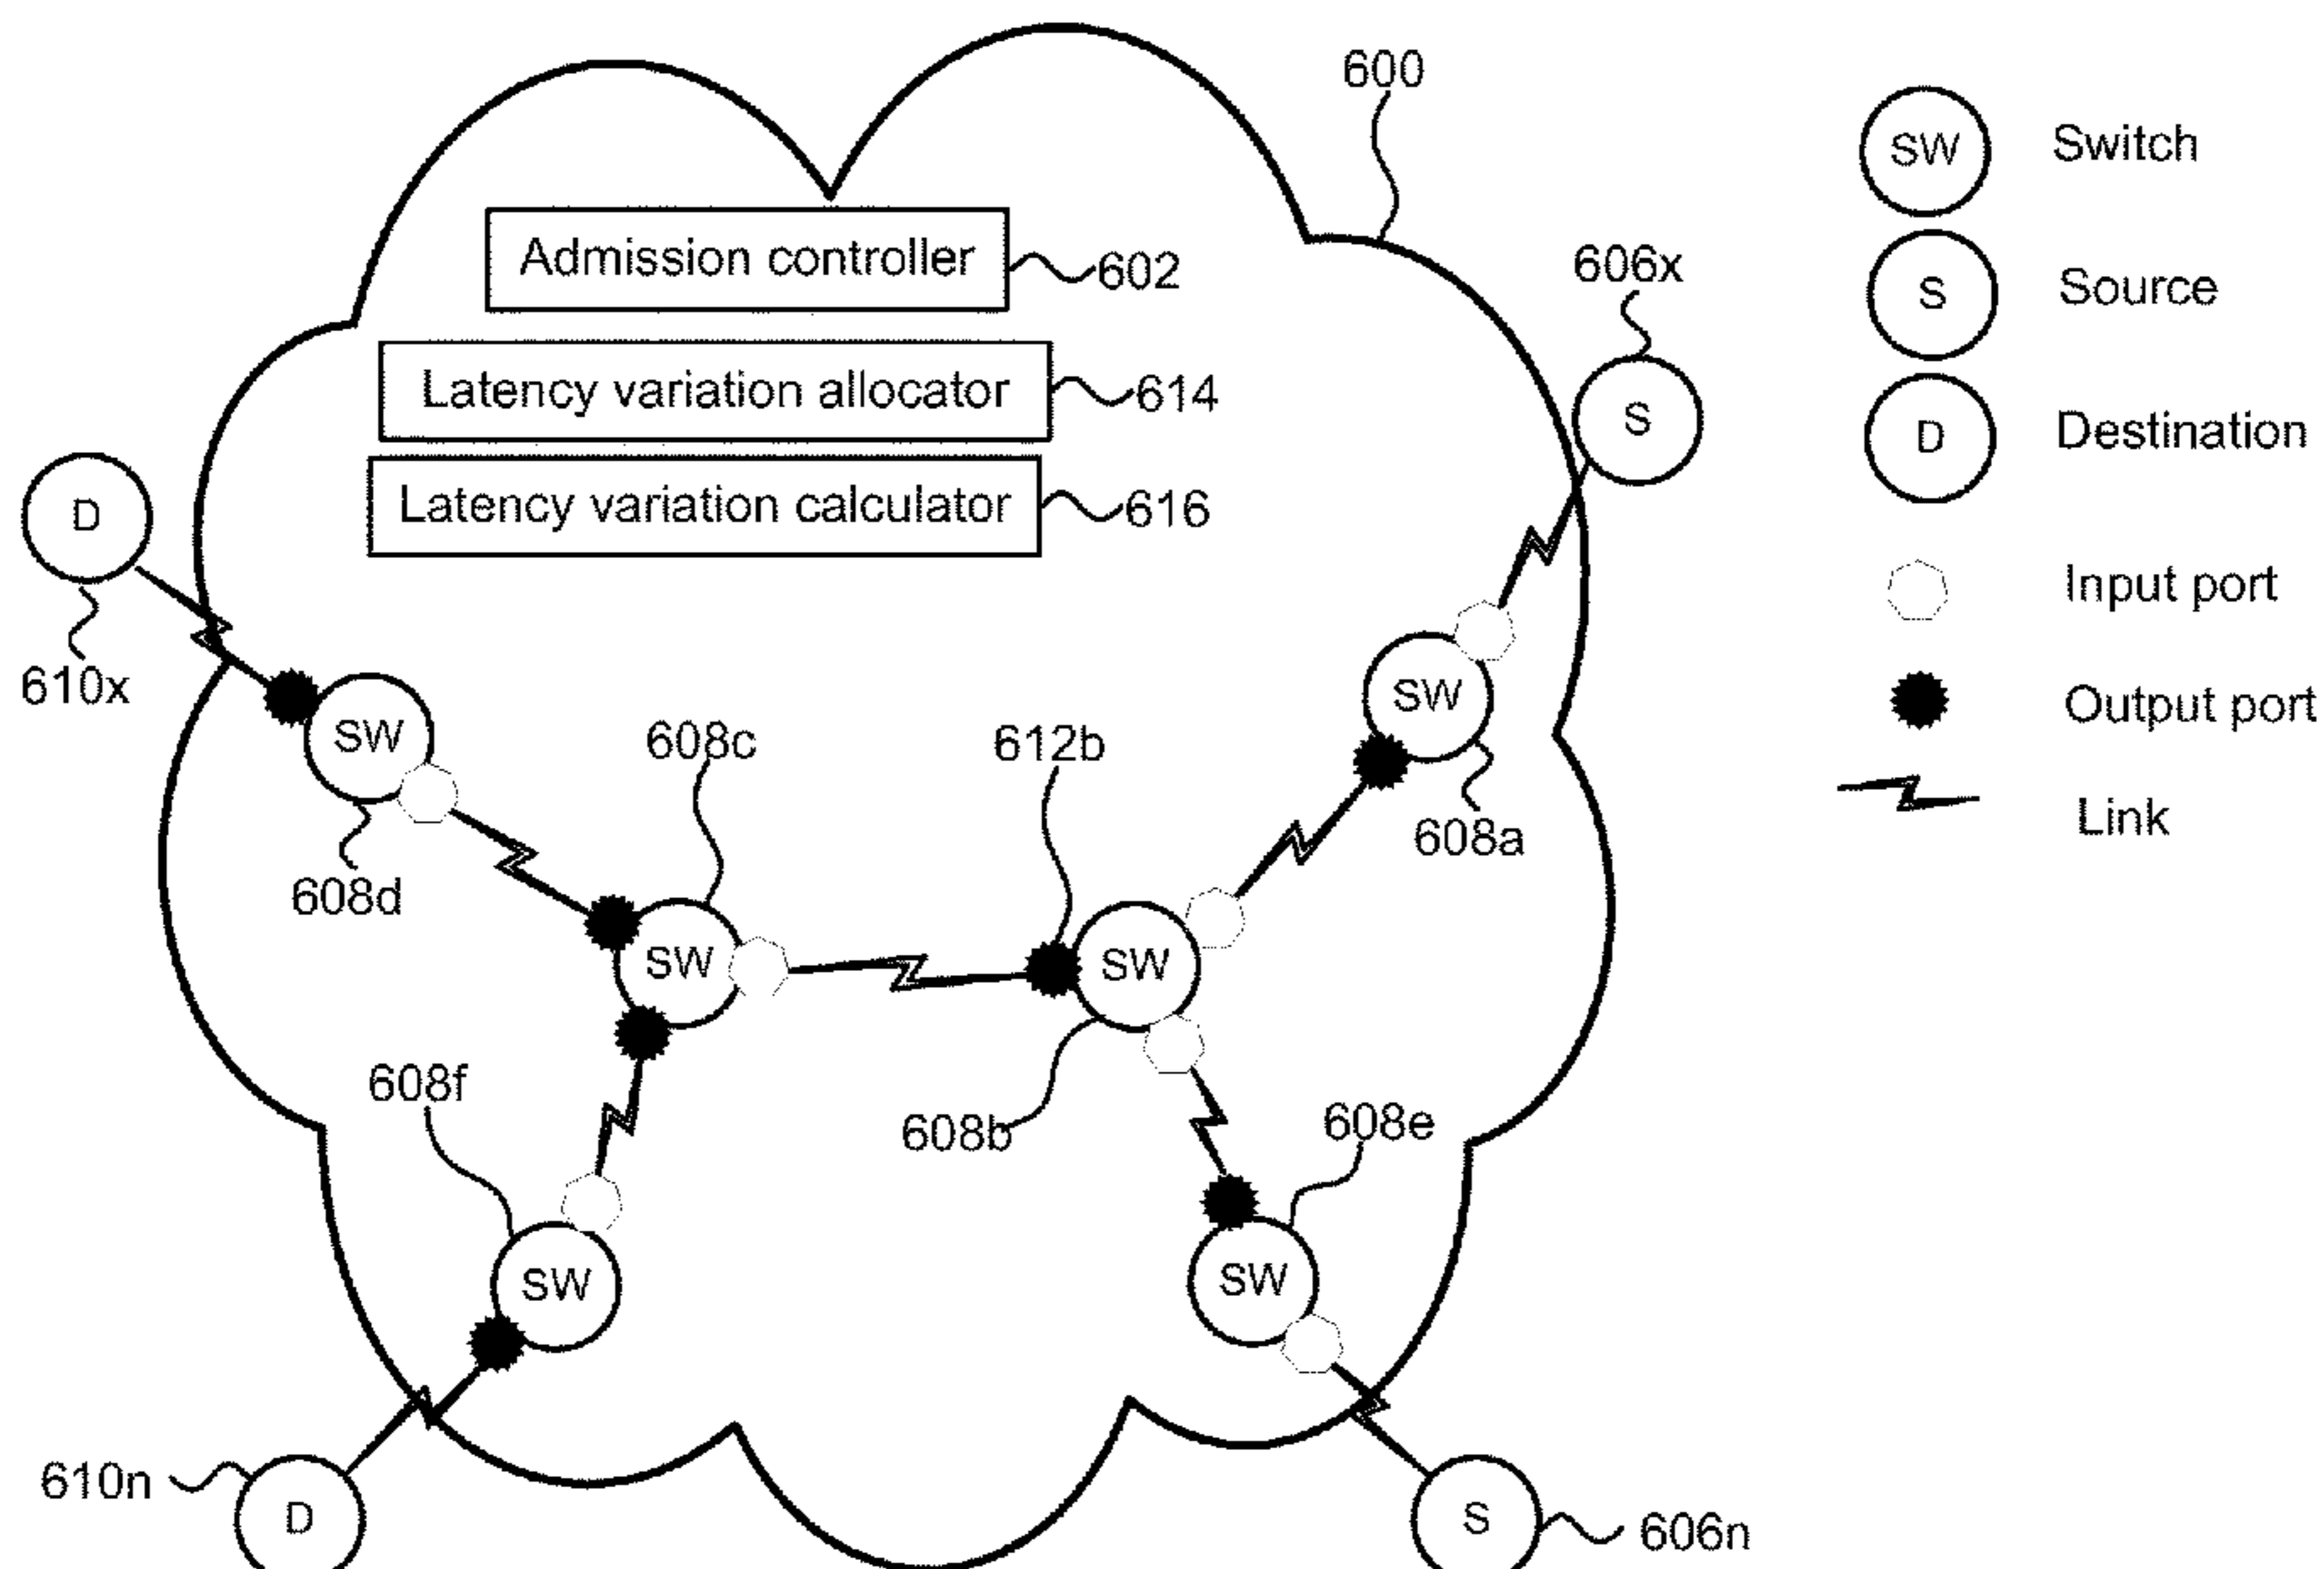 600
SW Switch
Admission controller
602
606x
S Source
Latency variation allocator
614
S
D Destination
Latency variation calculator
616
D
Input port
610x
SW
Output port
SW
608c
612b
608a
Link
608d
SW
SW
608f
608b
608e
SW
SW
610n
D
S
606n